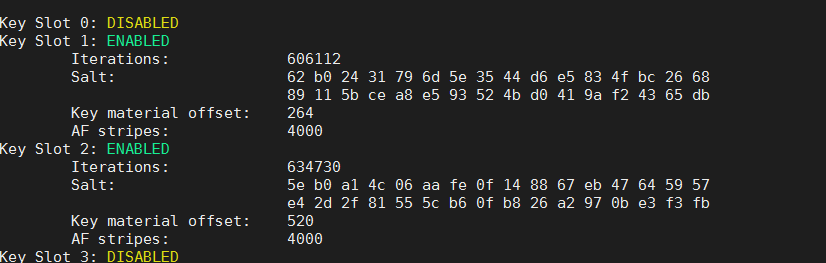 Key Slot 0: DISABLED
Key Slot 1: ENABLED
Iterations: 606112
Salt: 62 b0 24 31 79 6d 5e 35 44 d6 e5 83 4f bc 26 68
89 11 5b ce a8 e5 93 52 4b d0 41 9a f2 43 65 db
Key material offset: 264
AF stripes: 4000
Key Slot 2: ENABLED
Iterations: 634730
Salt: 5e b0 a1 4c 06 aa fe 0f 14 88 67 eb 47 64 59 57
e4 2d 2f 81 55 5c b6 0f b8 26 a2 97 0b e3 f3 fb
Key material offset: 520
AF stripes: 4000
Key Slot 3: DISABLED